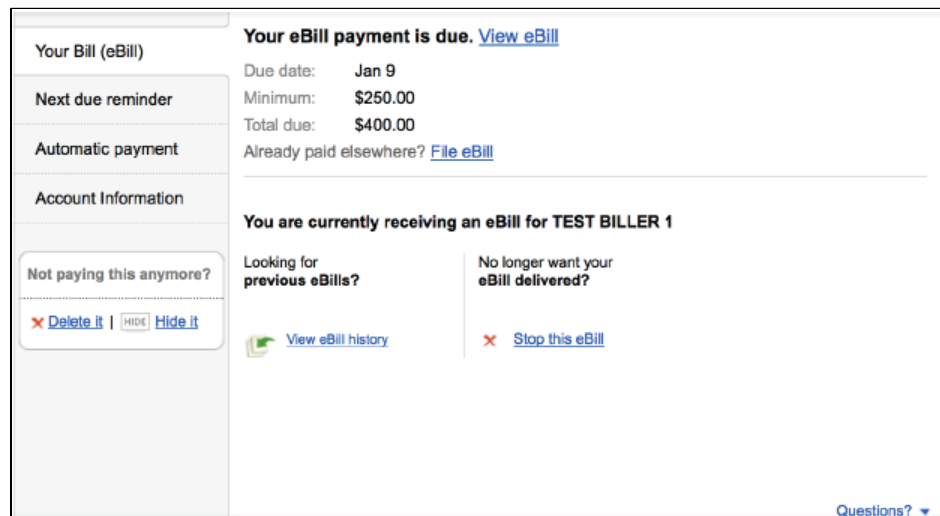 Your Bill (eBill)
Next due reminder
Automatic payment
Account Information
Not paying this anymore?
Delete it | HIDE Hide it
Your eBill payment is due. View eBill
Due date: Jan 9
Minimum: $250.00
Total due: $400.00
Already paid elsewhere? File eBill
You are currently receiving an eBill for TEST BILLER 1
Looking for
previous eBills?
View eBill history
No longer want your
eBill delivered?
Stop this eBill
Questions?